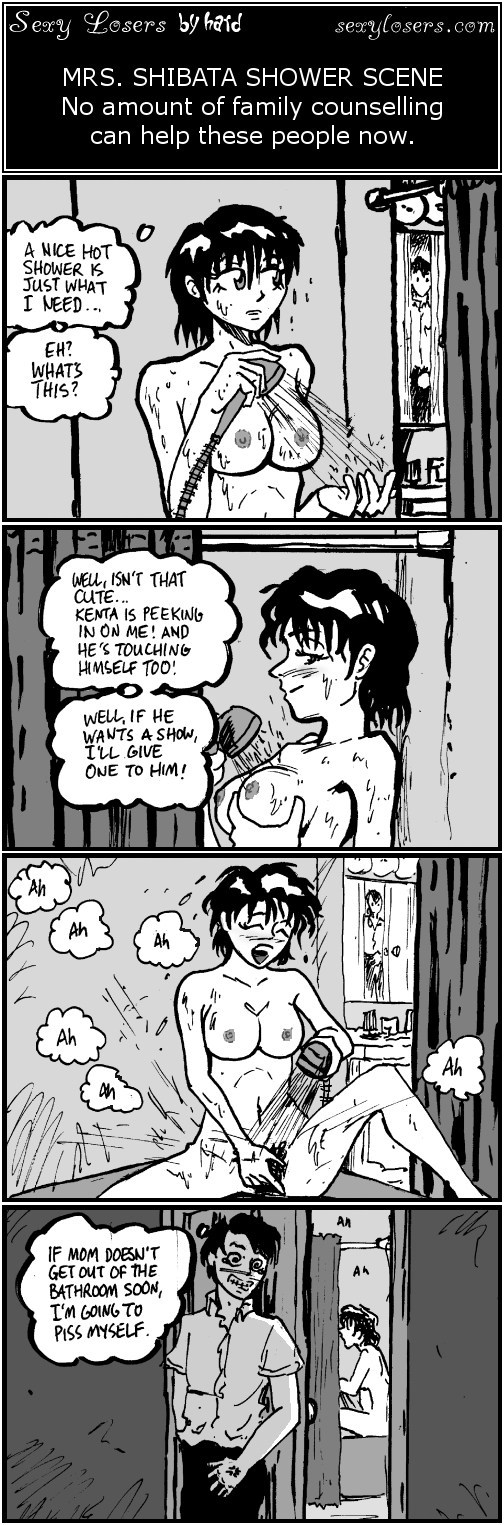 Sexy Losers by hard
sexylosers.com
MRS. SHIBATA SHOWER SCENE
No amount of family counselling
can help these people now.
A NICE HOT
SHOWER IS
JUST WHAT
I NEED...
EH?
WHAT'S
THIS?
WELL, ISN'T THAT
CUTE...
KENTA IS PEEKING
IN ON ME! AND
HE'S TOUCHING
HIMSELF TOO!
WELL, IF HE
WANTS A SHOW,
I'LL GIVE
ONE TO HIM!
Ah
Ah
Ah
Ah
Ah
Ah
IF MOM DOESN'T
GET OUT OF THE
BATHROOM SOON,
I'M GOING TO
PISS MYSELF.
Ah
Ah